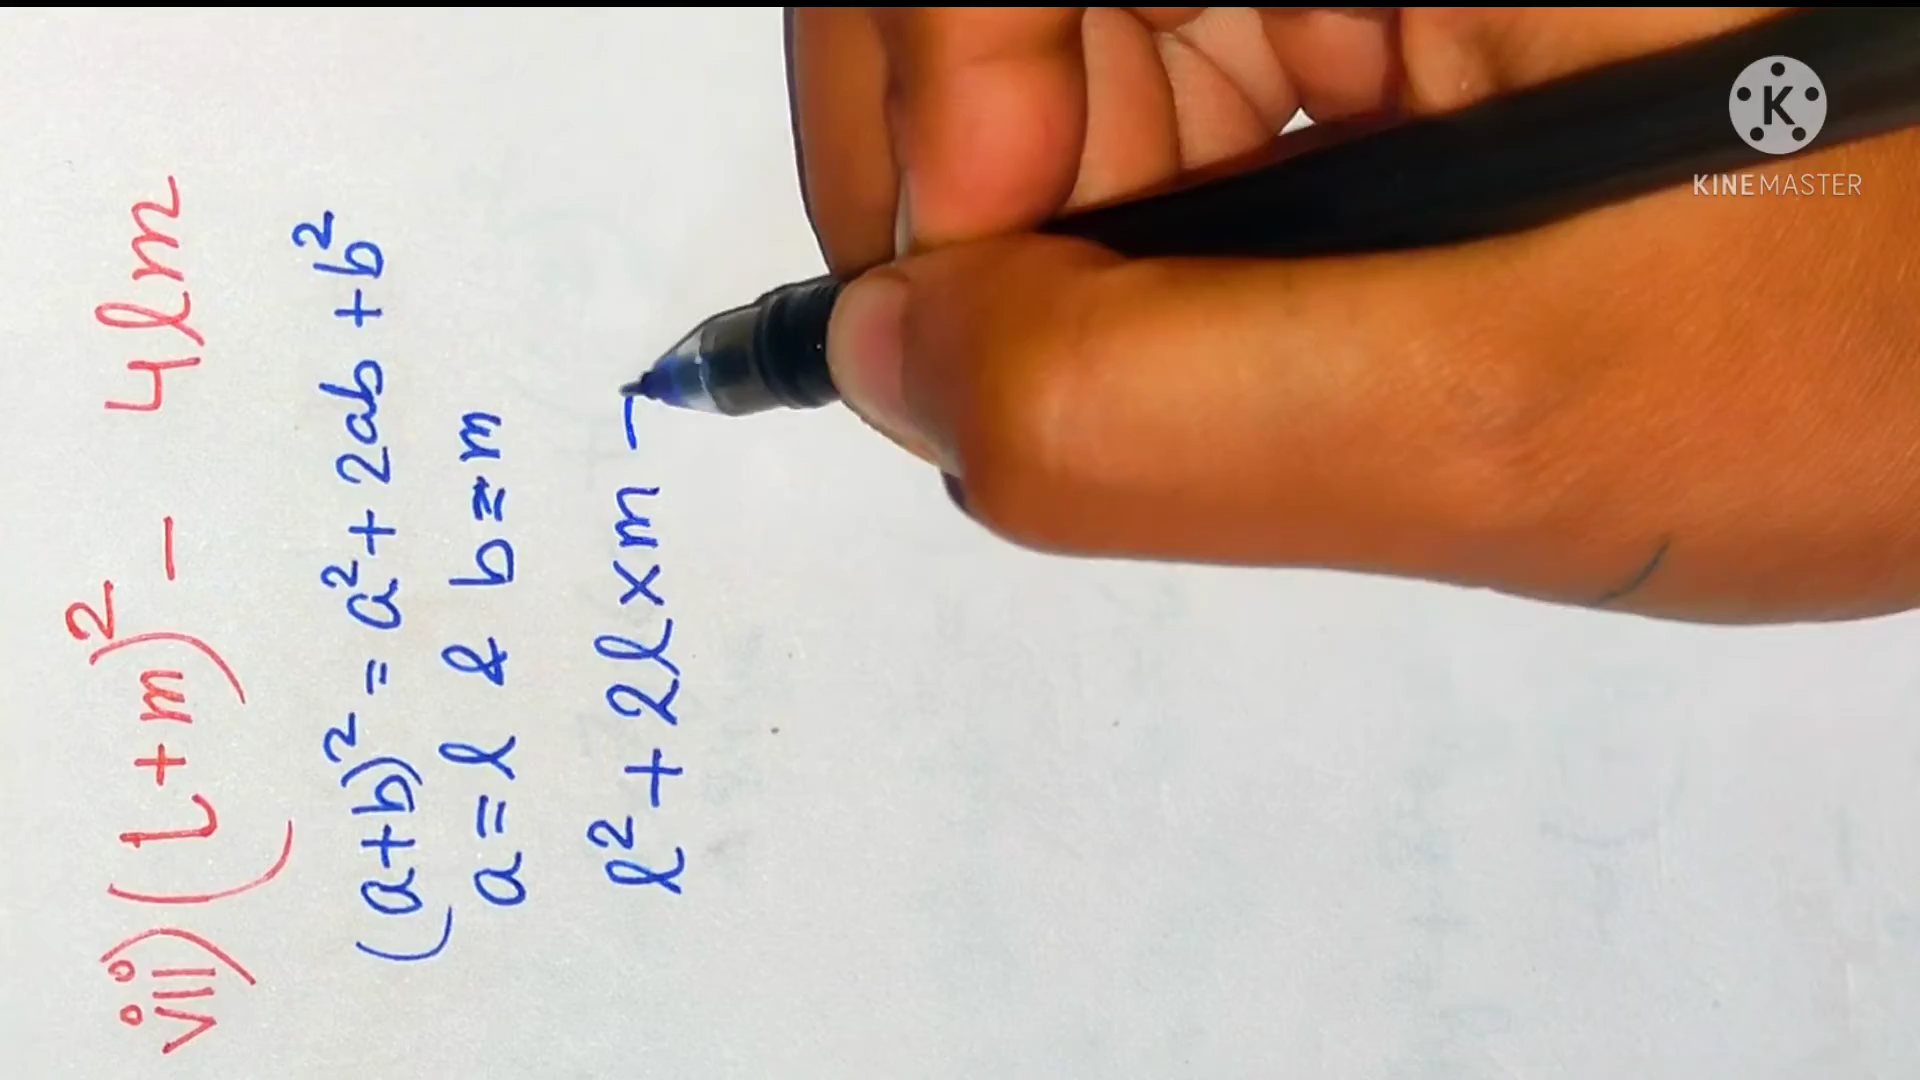 vii) (l+m)² - 4lm
(a+b)² = a² + 2ab + b²
a = l & b = m
l² + 2l×m -
KINEMASTER